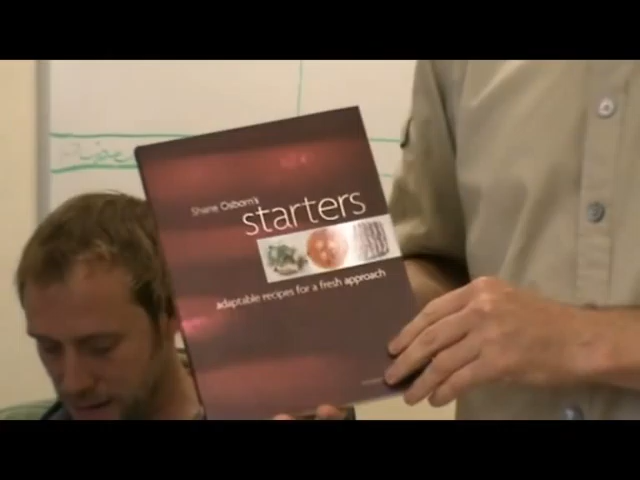 Shane Osborn's
starters
adaptable recipes for a fresh approach